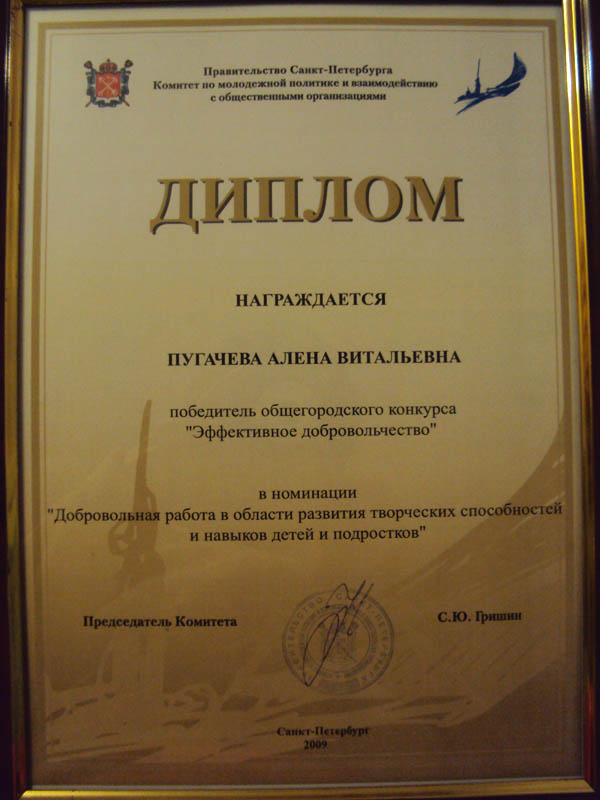 Правительство Санкт-Петербурга
Комитет по молодежной политике и взаимодействию
с общественными организациями
ДИПЛОМ
НАГРАЖДАЕТСЯ
ПУГАЧЕВА АЛЕНА ВИТАЛЬЕВНА
победитель общегородского конкурса
"Эффективное добровольчество"
в номинации
"Добровольная работа в области развития творческих способностей
и навыков детей и подростков"
Председатель Комитета
С.Ю. Гришин
Санкт-Петербург
2009